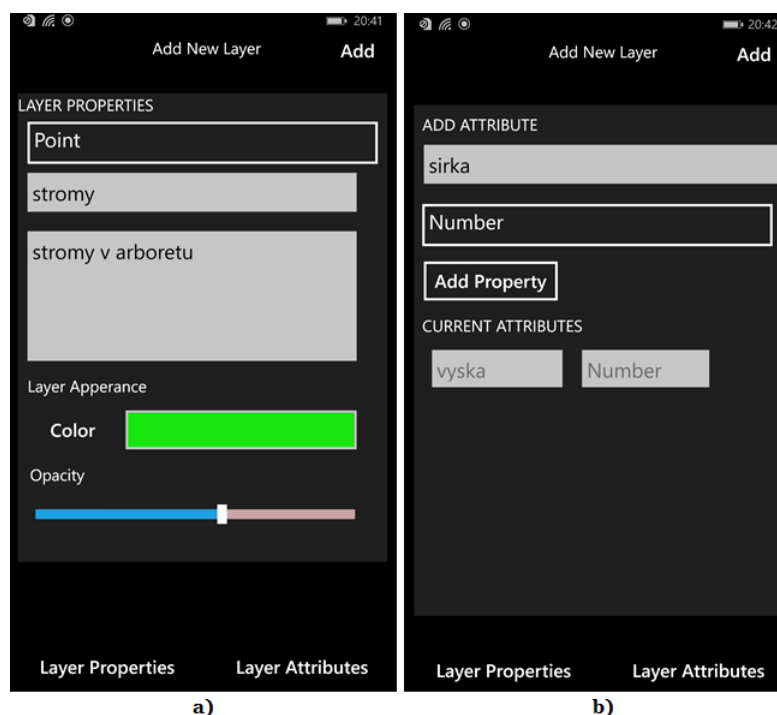 20:41
Add New Layer Add
LAYER PROPERTIES
Point
stromy
stromy v arboretu
Layer Apperance
Color
Opacity
Layer Properties Layer Attributes
a)
20:42
Add New Layer Add
ADD ATTRIBUTE
sirka
Number
Add Property
CURRENT ATTRIBUTES
vyska Number
Layer Properties Layer Attributes
b)